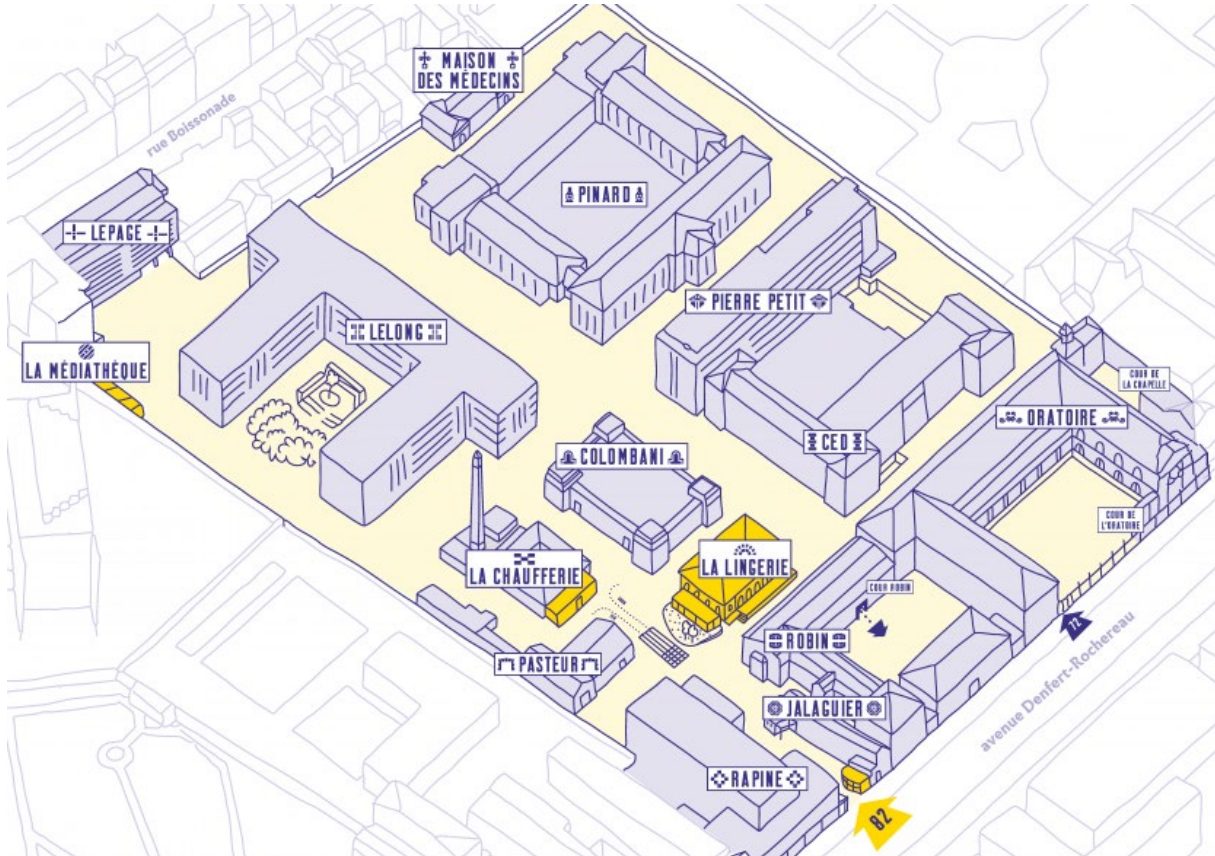 MAISON
DES MÉDECINS
rue Boissonade
PINARD
LEPAGE
PIERRE PETIT
LELONG
LA MÉDIATHÈQUE
COUR DE
LA CHAPELLE
ORATOIRE
CED
COLOMBANI
COUR DE
L'ORATOIRE
LA CHAUFFERIE
LA LINGERIE
COUR ROBIN
72
ROBIN
PASTEUR
JALAGUIER
avenue Denfert-Rochereau
RAPINE
82